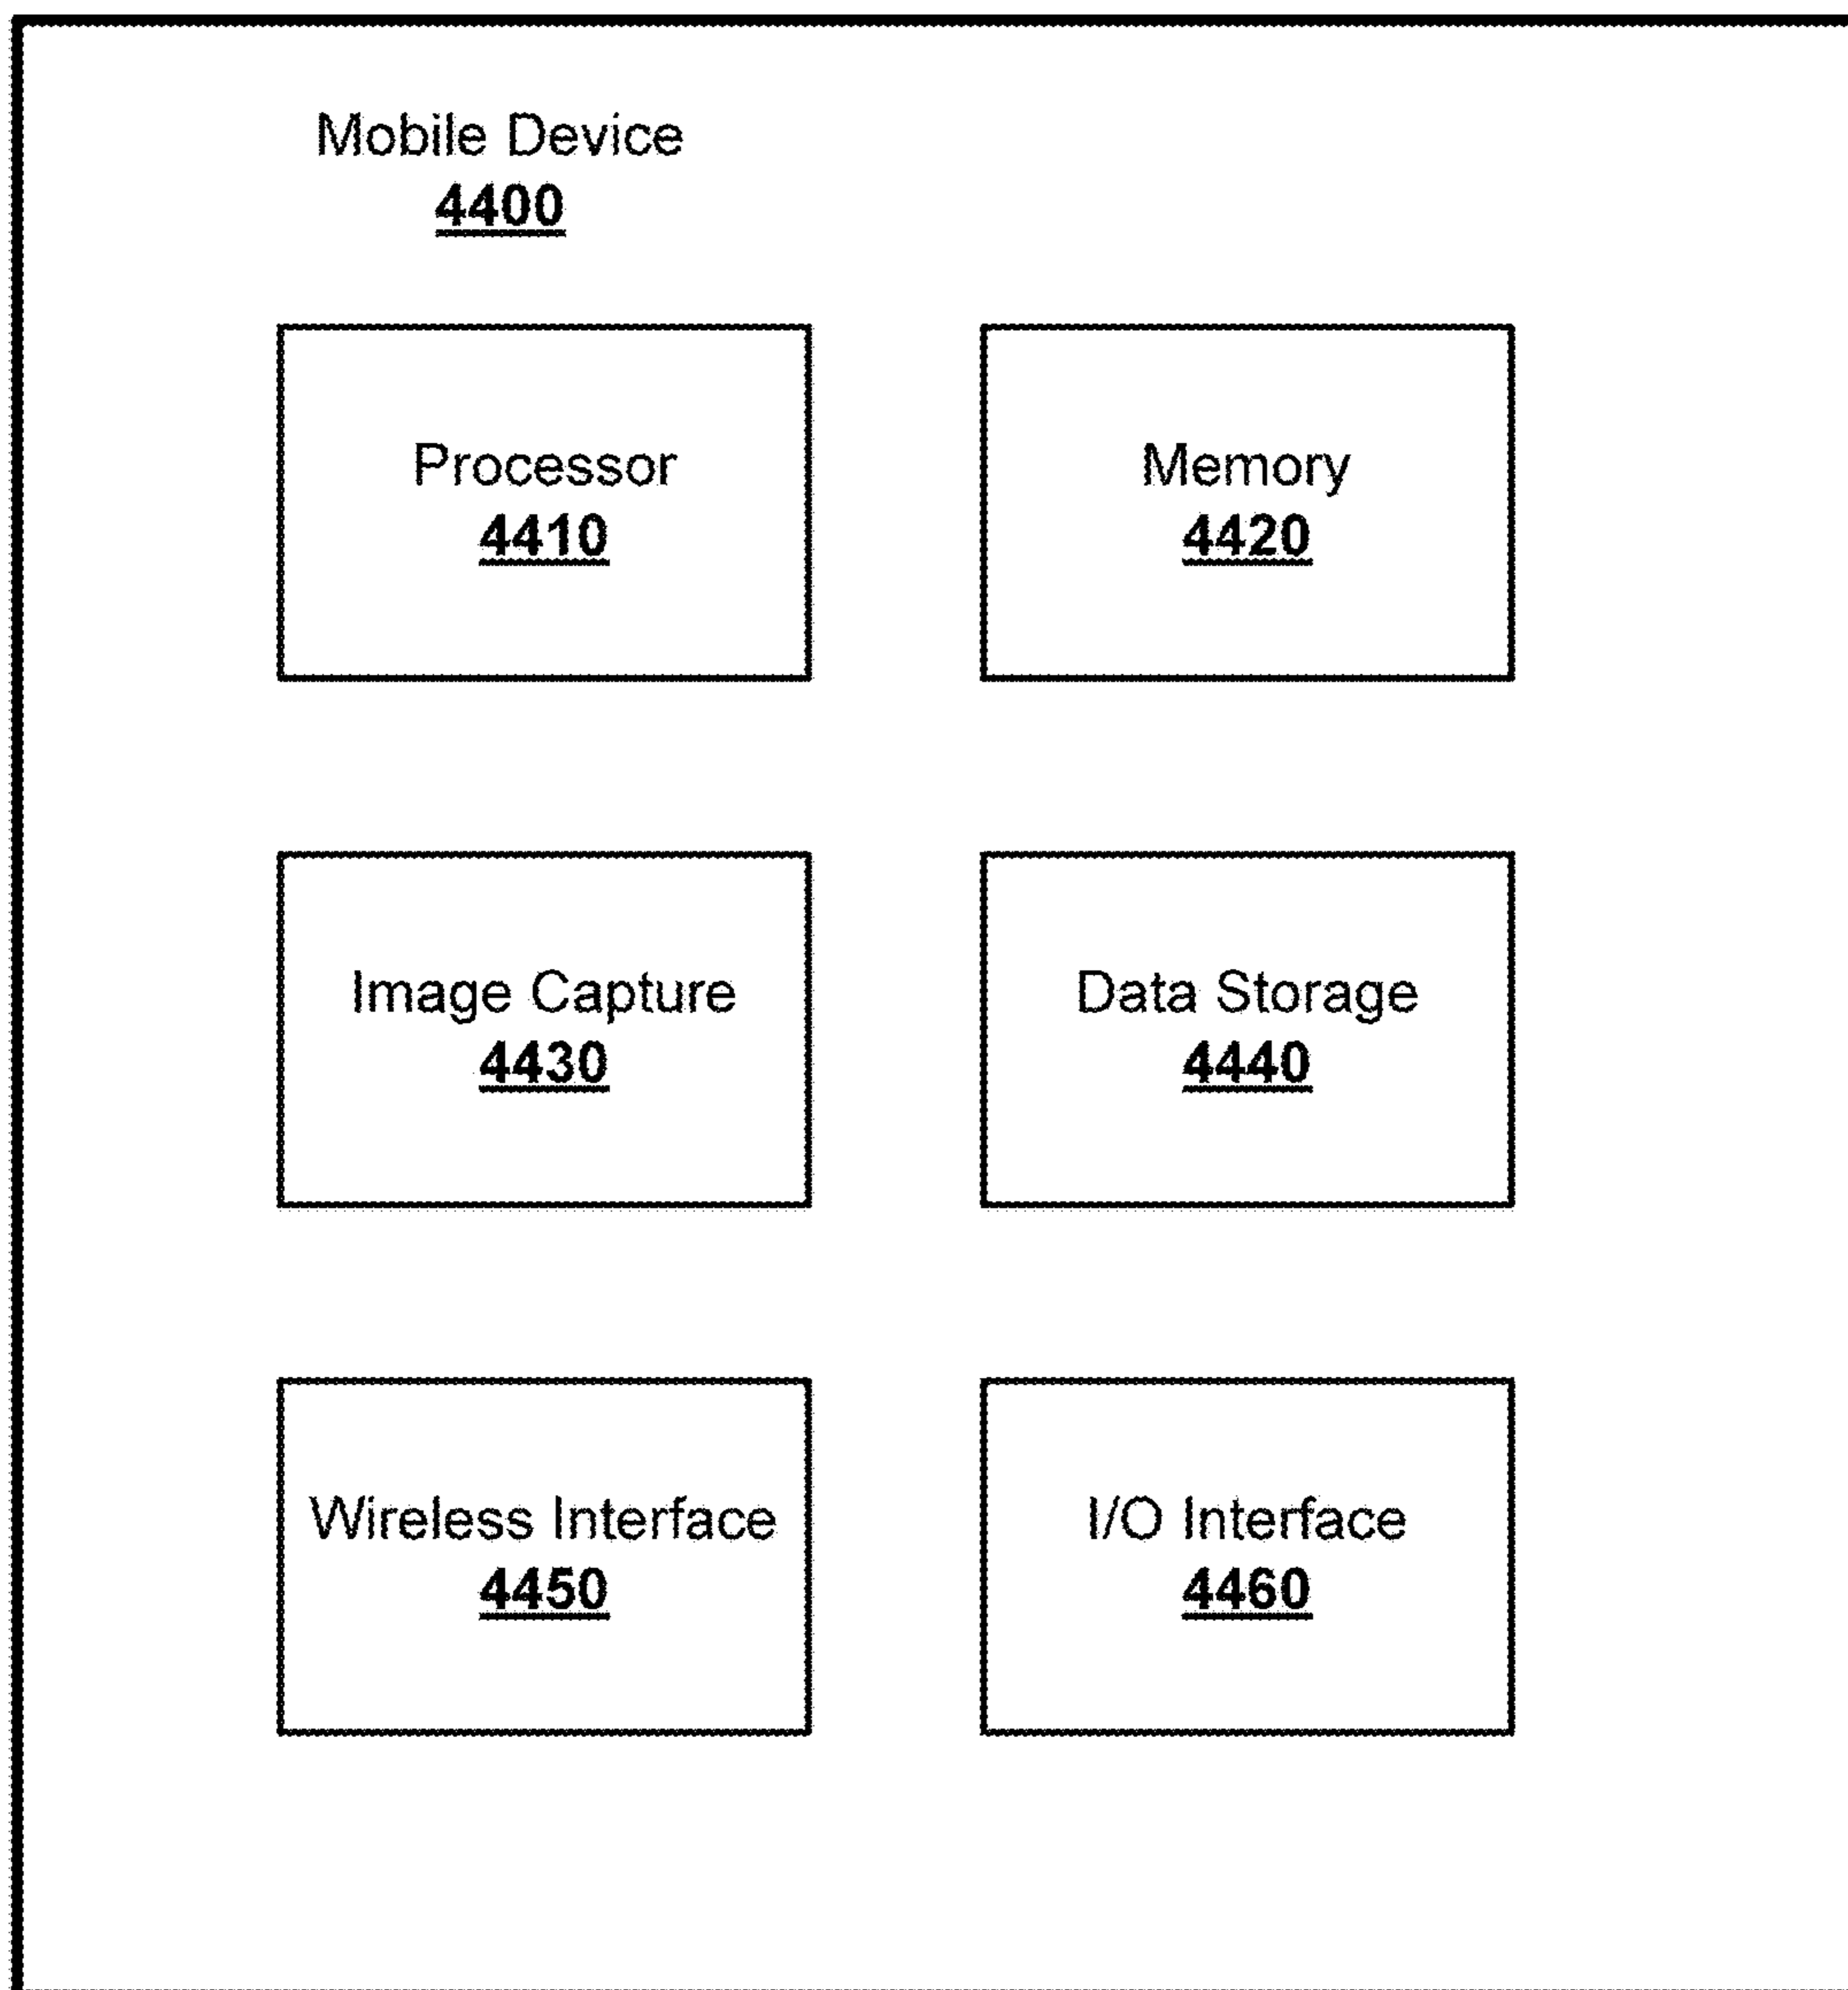 Mobile Device
4400
Processor
4410
Memory
4420
Image Capture
4430
Data Storage
4440
Wireless Interface
4450
I/O Interface
4460